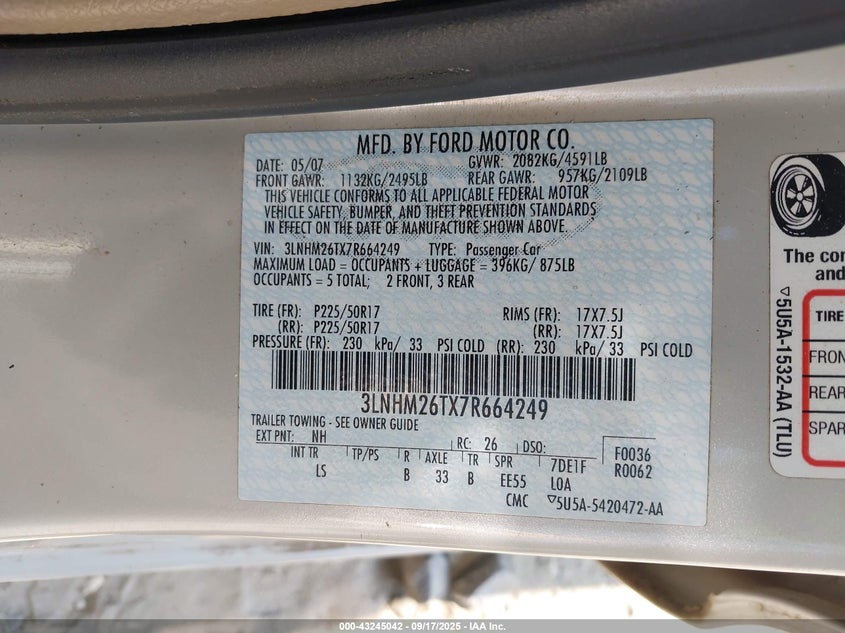 MFD. BY FORD MOTOR CO.
DATE: 05/07 GVWR: 2082KG/4591LB
FRONT GAWR: 1132KG/2495LB REAR GAWR: 957KG/2109LB
THIS VEHICLE CONFORMS TO ALL APPLICABLE FEDERAL MOTOR
VEHICLE SAFETY, BUMPER, AND THEFT PREVENTION STANDARDS
IN EFFECT ON THE DATE OF MANUFACTURE SHOWN ABOVE.
VIN: 3LNHM26TX7R664249 TYPE: Passenger Car
MAXIMUM LOAD = OCCUPANTS + LUGGAGE = 396KG/ 875LB
OCCUPANTS = 5 TOTAL; 2 FRONT, 3 REAR
TIRE (FR): P225/50R17 RIMS (FR): 17X7.5J
(RR): P225/50R17 (RR): 17X7.5J
PRESSURE (FR): 230 kPa/ 33 PSI COLD (RR): 230 kPa/ 33 PSI COLD
3LNHM26TX7R664249
TRAILER TOWING - SEE OWNER GUIDE
EXT PNT: NH RC: 26 DSO: F0036
INT TR TP/PS R AXLE TR SPR 7DE1F R0062
LS B 33 B EE55 LOA
CMC ▽5U5A-5420472-AA
The con
and
TIRE
FRON
REAR
SPAR
▽5U5A-1532-AA (TLU)
000-43245042 - 09/17/2025 - IAA Inc.